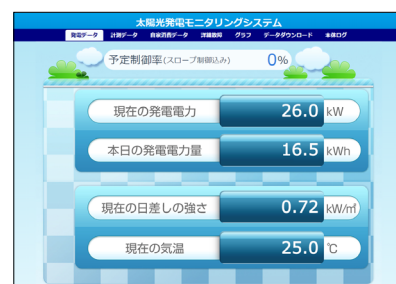 太陽光発電モニタリングシステム
発電データ 計測データ 自家消費データ 詳細数値 グラフ データダウンロード 本体ログ
予定制御率(スロープ制御込み) 0%
現在の発電電力 26.0 kW
本日の発電電力量 16.5 kWh
現在の日差しの強さ 0.72 kW/㎡
現在の気温 25.0 ℃